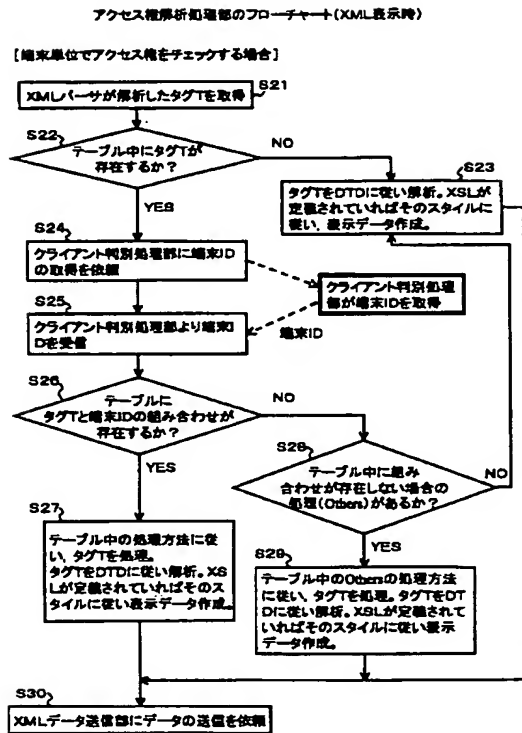 アクセス権解析処理部のフローチャート(XML表示時)
[端末単位でアクセス権をチェックする場合]
S21
XMLパーサが解析したタグTを取得
S22
テーブル中にタグTが
存在するか?
NO
YES
S23
タグTをDTDに従い解析。XSLが
定義されていればそのスタイルに
従い、表示データ作成。
S24
クライアント判別処理部に端末ID
の取得を依頼
クライアント判別処理
部が端末IDを取得
S25
クライアント判別処理部より端末I
Dを受信
端末ID
S26
テーブルに
タグTと端末IDの組み合わせが
存在するか?
NO
YES
S28
テーブル中に組み
合わせが存在しない場合の
処理(Others)があるか?
NO
YES
S27
テーブル中の処理方法に従
い、タグTを処理。
タグTをDTDに従い解析。XS
Lが定義されていればそのスタ
イルに従い表示データ作成。
S29
テーブル中のOthersの処理方法
に従い、タグTを処理。タグTをDT
Dに従い解析。XSLが定義されて
いればそのスタイルに従い表示
データ作成。
S30
XMLデータ送信部にデータの送信を依頼